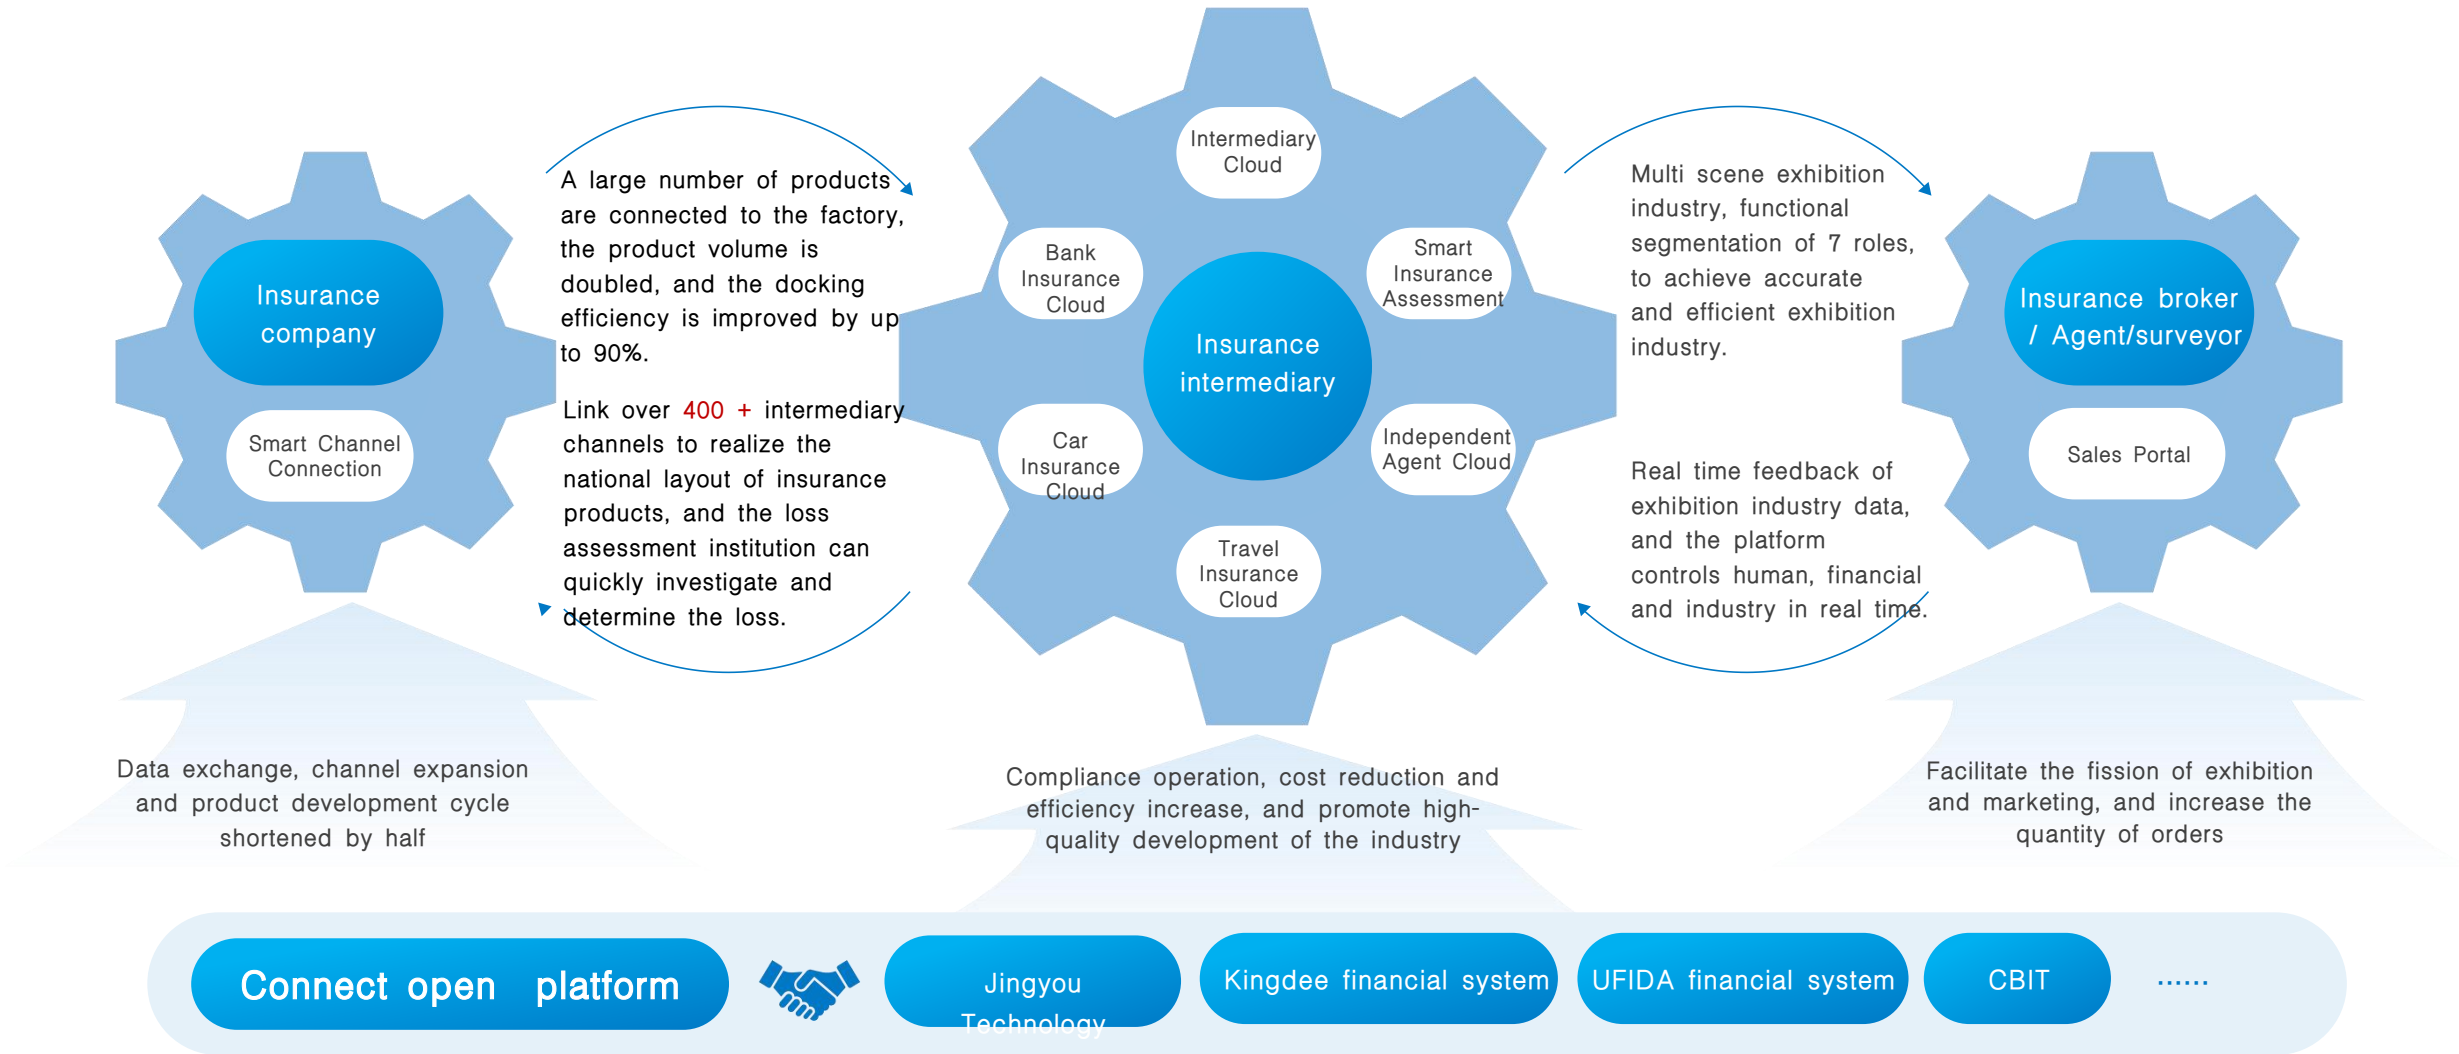 Insurance
company
Smart Channel
Connection
A large number of products
are connected to the factory,
the product volume is
doubled, and the docking
efficiency is improved by up
to 90%.
Link over 400 + intermediary
channels to realize the
national layout of insurance
products, and the loss
assessment institution can
quickly investigate and
determine the loss.
Intermediary
Cloud
Bank
Insurance
Cloud
Smart
Insurance
Assessment
Insurance
intermediary
Car
Insurance
Cloud
Independent
Agent Cloud
Travel
Insurance
Cloud
Multi scene exhibition
industry, functional
segmentation of 7 roles,
to achieve accurate
and efficient exhibition
industry.
Real time feedback of
exhibition industry data,
and the platform
controls human, financial
and industry in real time.
Insurance broker
/ Agent/surveyor
Sales Portal
Data exchange, channel expansion
and product development cycle
shortened by half
Compliance operation, cost reduction and
efficiency increase, and promote high-
quality development of the industry
Facilitate the fission of exhibition
and marketing, and increase the
quantity of orders
Connect open platform
Jingyou
Technology
Kingdee financial system
UFIDA financial system
CBIT
......